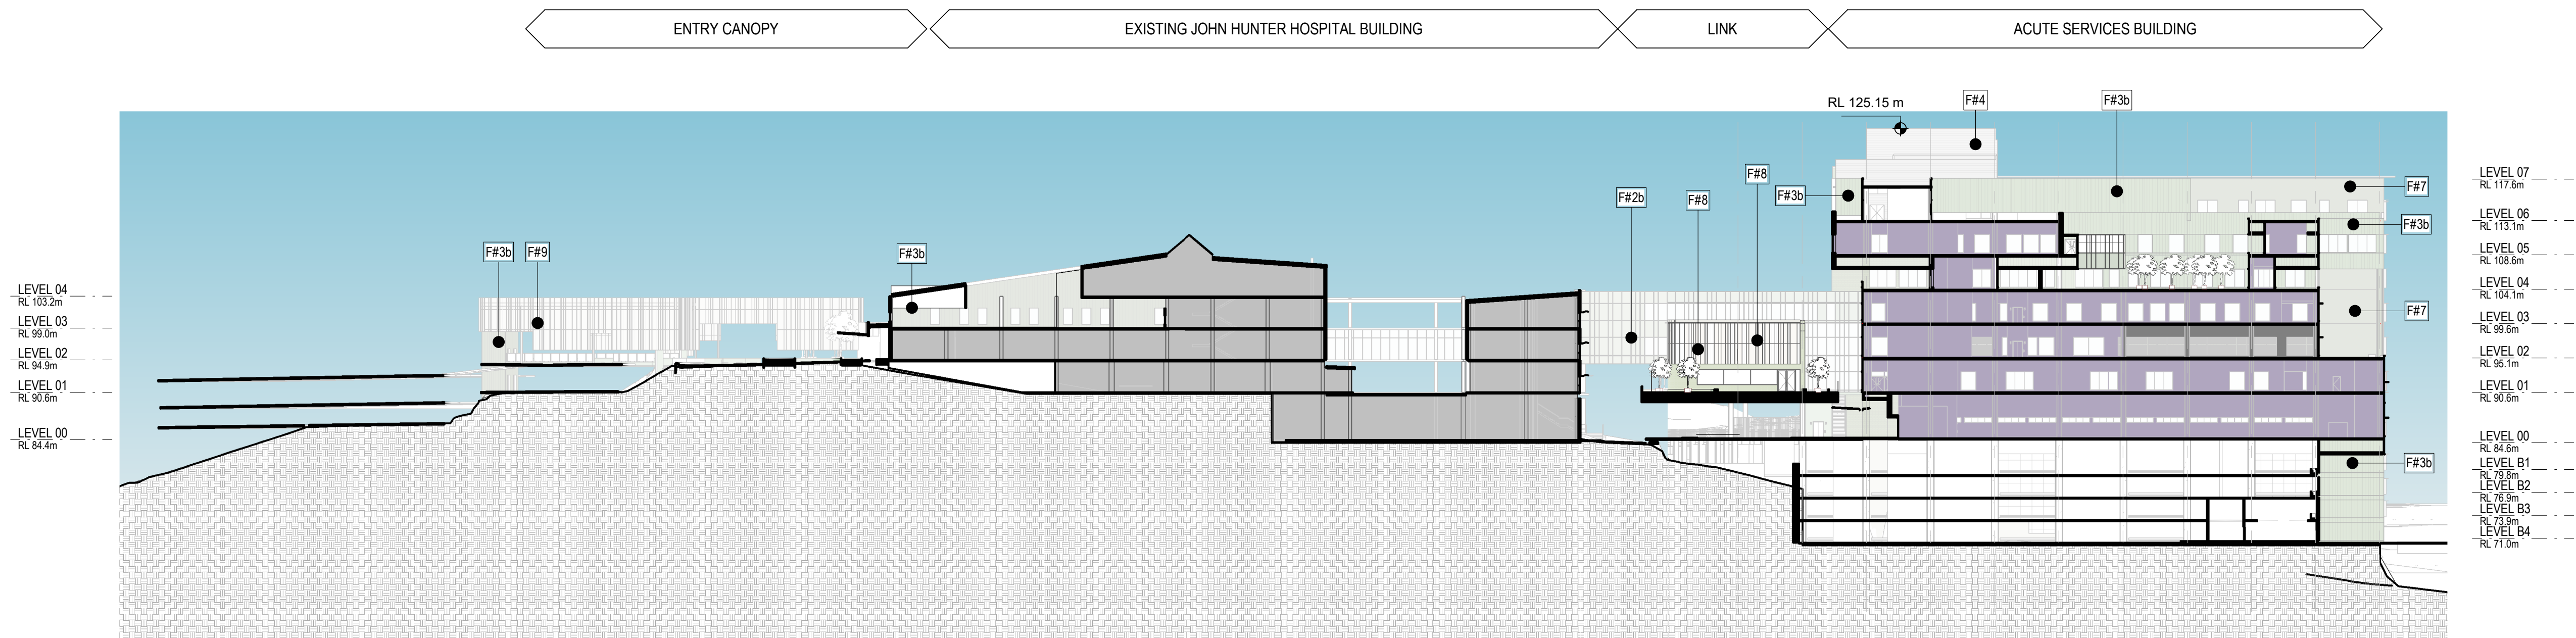 ENTRY CANOPY
EXISTING JOHN HUNTER HOSPITAL BUILDING
LINK
ACUTE SERVICES BUILDING
RL 125.15 m
F#4
F#3b
F#8
F#3b
F#2b
F#8
F#7
F#3b
F#3b
F#9
F#3b
F#7
F#3b
LEVEL 04
RL 103.2m
LEVEL 03
RL 99.0m
LEVEL 02
RL 94.9m
LEVEL 01
RL 90.6m
LEVEL 00
RL 84.4m
LEVEL 07
RL 117.6m
LEVEL 06
RL 113.1m
LEVEL 05
RL 108.6m
LEVEL 04
RL 104.1m
LEVEL 03
RL 99.6m
LEVEL 02
RL 95.1m
LEVEL 01
RL 90.6m
LEVEL 00
RL 84.6m
LEVEL B1
RL 79.8m
LEVEL B2
RL 76.9m
LEVEL B3
RL 73.9m
LEVEL B4
RL 71.0m